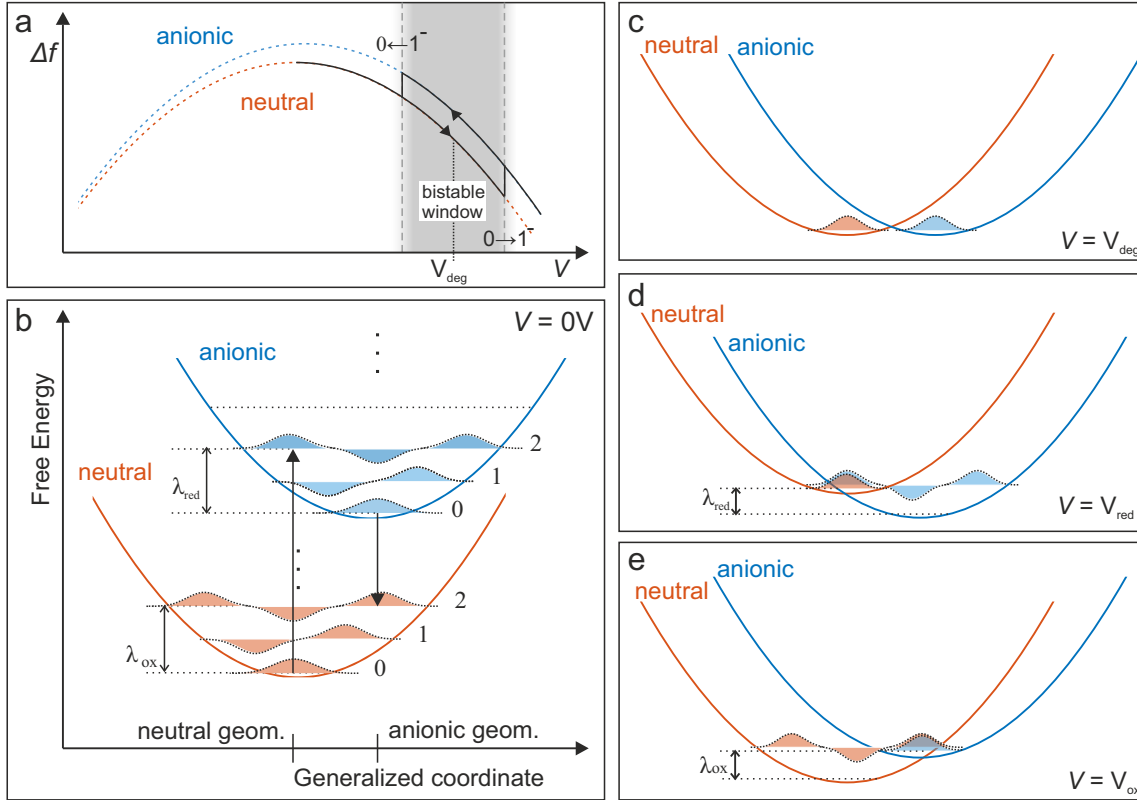 a
Δf
anionic
neutral
0←1⁻
bistable
window
0→1⁻
V_deg
V
b
V = 0V
Free Energy
anionic
neutral
2
1
0
λ_red
2
1
0
λ_ox
neutral geom.
anionic geom.
Generalized coordinate
c
neutral
anionic
V = V_deg
d
neutral
anionic
λ_red
V = V_red
e
anionic
neutral
λ_ox
V = V_ox